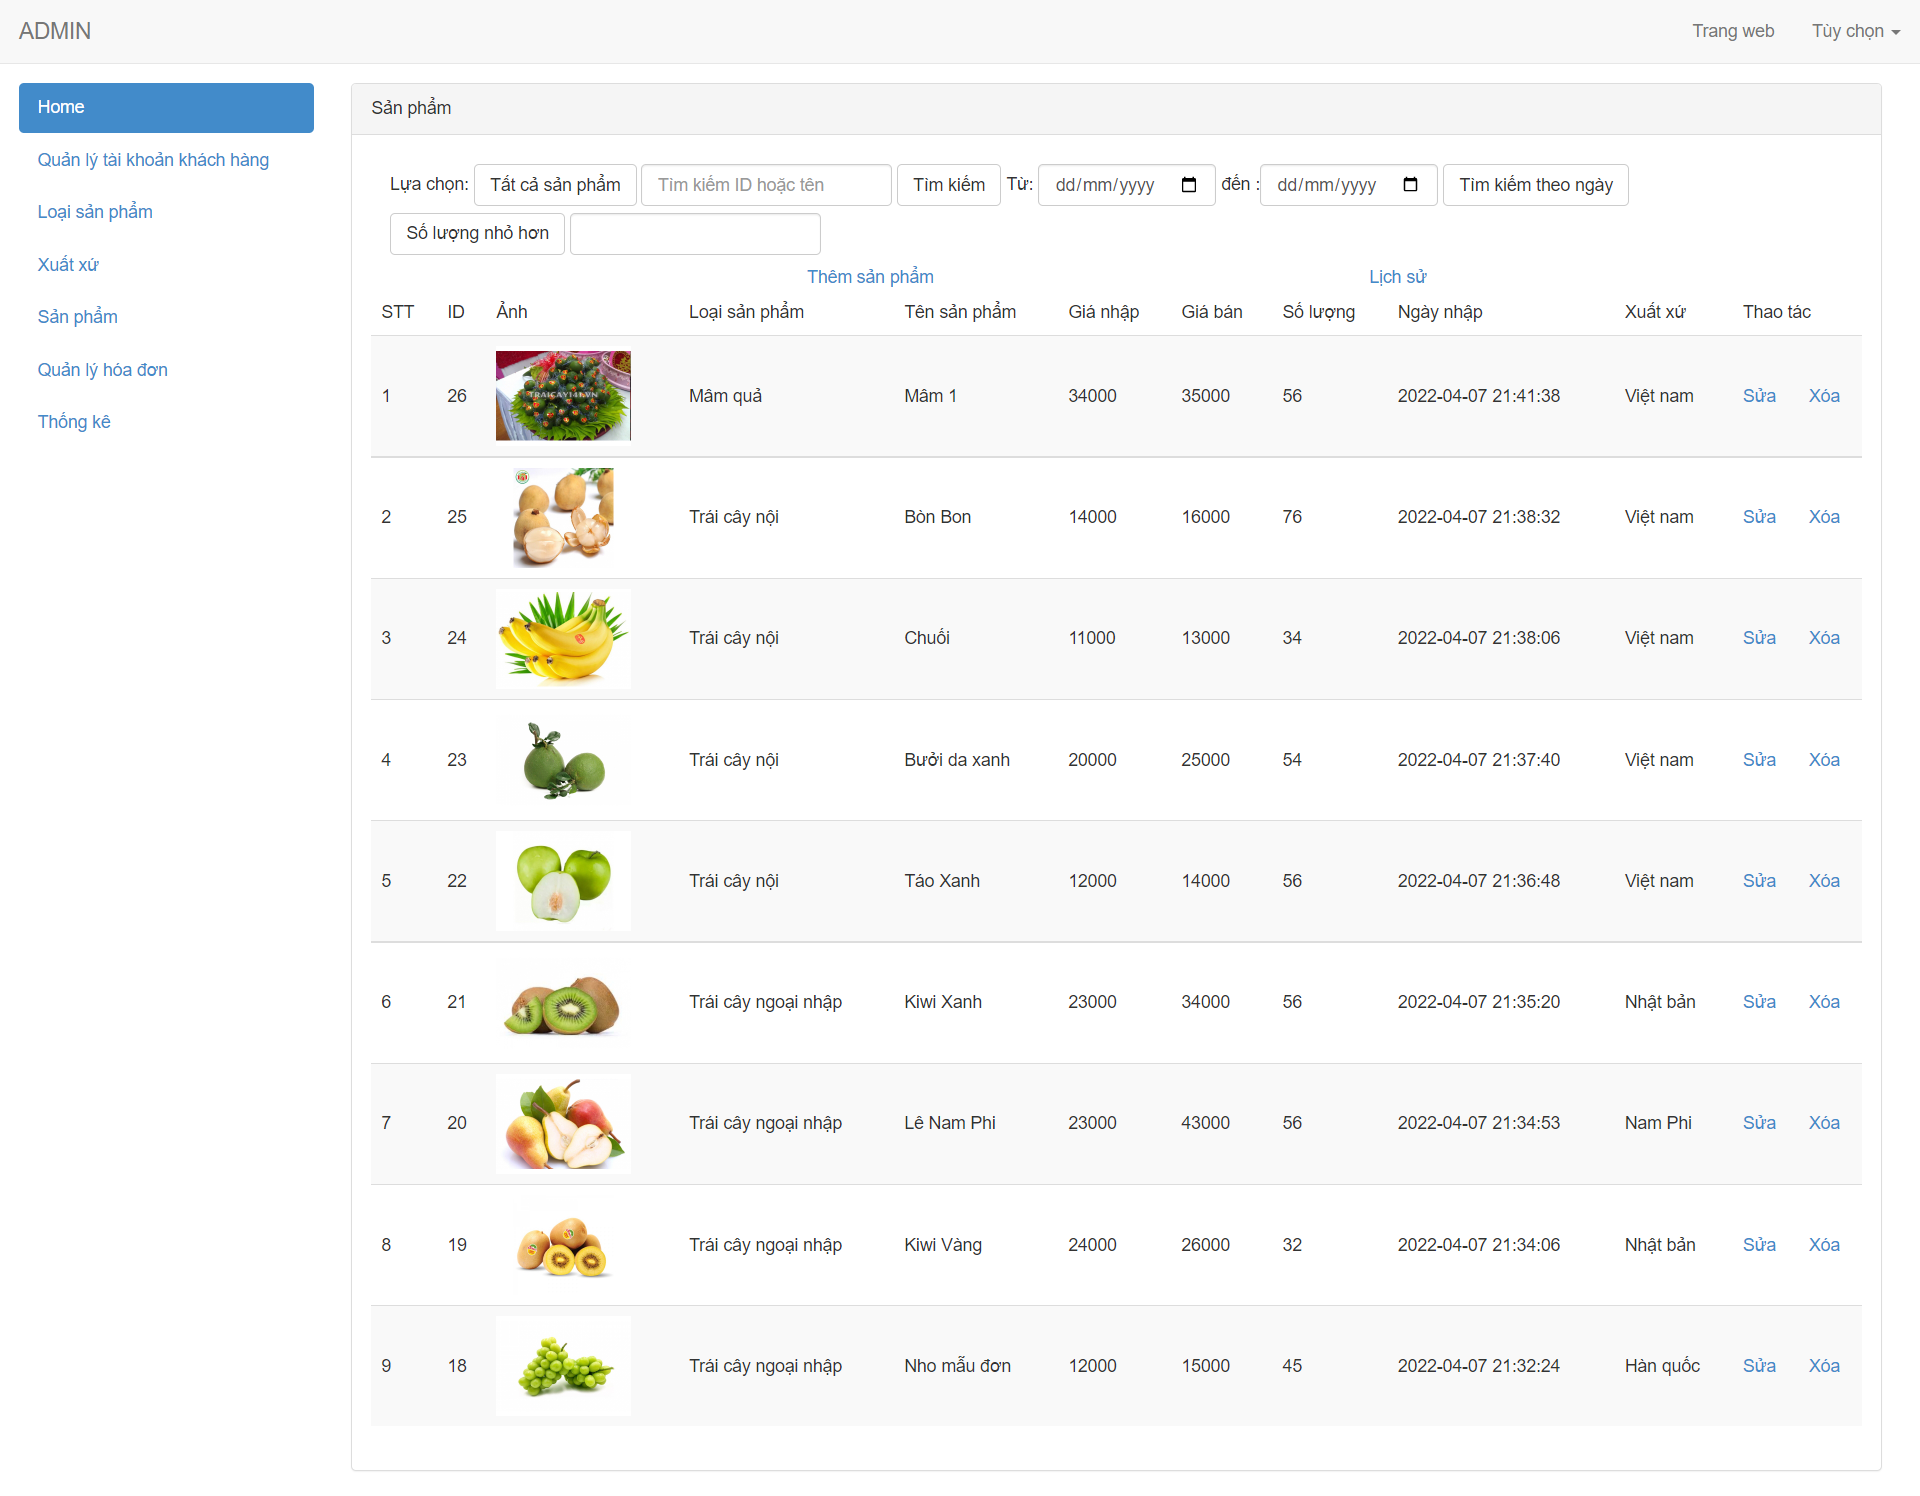 ADMIN
Trang web Tùy chọn
Home
Quản lý tài khoản khách hàng
Loại sản phẩm
Xuất xứ
Sản phẩm
Quản lý hóa đơn
Thống kê
Sản phẩm
Lựa chọn: Tất cả sản phẩm Tìm kiếm ID hoặc tên Tìm kiếm Từ: dd/mm/yyyy đến : dd/mm/yyyy Tìm kiếm theo ngày
Số lượng nhỏ hơn
Thêm sản phẩm Lịch sử
STT ID Ảnh Loại sản phẩm Tên sản phẩm Giá nhập Giá bán Số lượng Ngày nhập Xuất xứ Thao tác
TRAICAY141.VN
1 26 Mâm quả Mâm 1 34000 35000 56 2022-04-07 21:41:38 Việt nam Sửa Xóa
2 25 Trái cây nội Bòn Bon 14000 16000 76 2022-04-07 21:38:32 Việt nam Sửa Xóa
3 24 Trái cây nội Chuối 11000 13000 34 2022-04-07 21:38:06 Việt nam Sửa Xóa
4 23 Trái cây nội Bưởi da xanh 20000 25000 54 2022-04-07 21:37:40 Việt nam Sửa Xóa
5 22 Trái cây nội Táo Xanh 12000 14000 56 2022-04-07 21:36:48 Việt nam Sửa Xóa
6 21 Trái cây ngoại nhập Kiwi Xanh 23000 34000 56 2022-04-07 21:35:20 Nhật bản Sửa Xóa
7 20 Trái cây ngoại nhập Lê Nam Phi 23000 43000 56 2022-04-07 21:34:53 Nam Phi Sửa Xóa
8 19 Trái cây ngoại nhập Kiwi Vàng 24000 26000 32 2022-04-07 21:34:06 Nhật bản Sửa Xóa
9 18 Trái cây ngoại nhập Nho mẫu đơn 12000 15000 45 2022-04-07 21:32:24 Hàn quốc Sửa Xóa